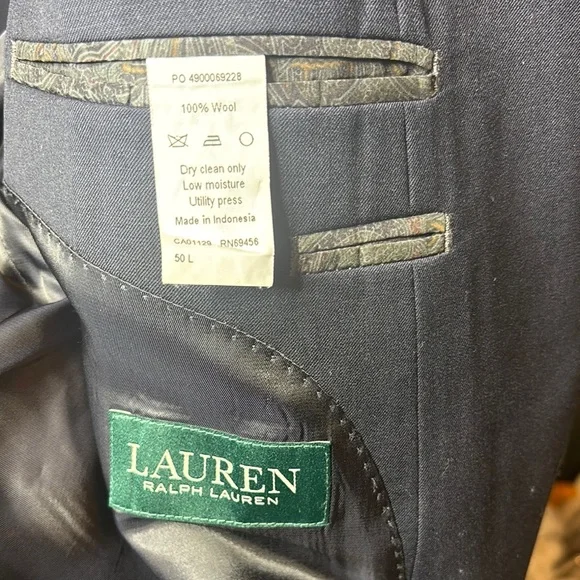 PO 4900069228
100% Wool
Dry clean only
Low moisture
Utility press
Made in Indonesia
CA01129 RN69456
50 L
LAUREN
RALPH LAUREN